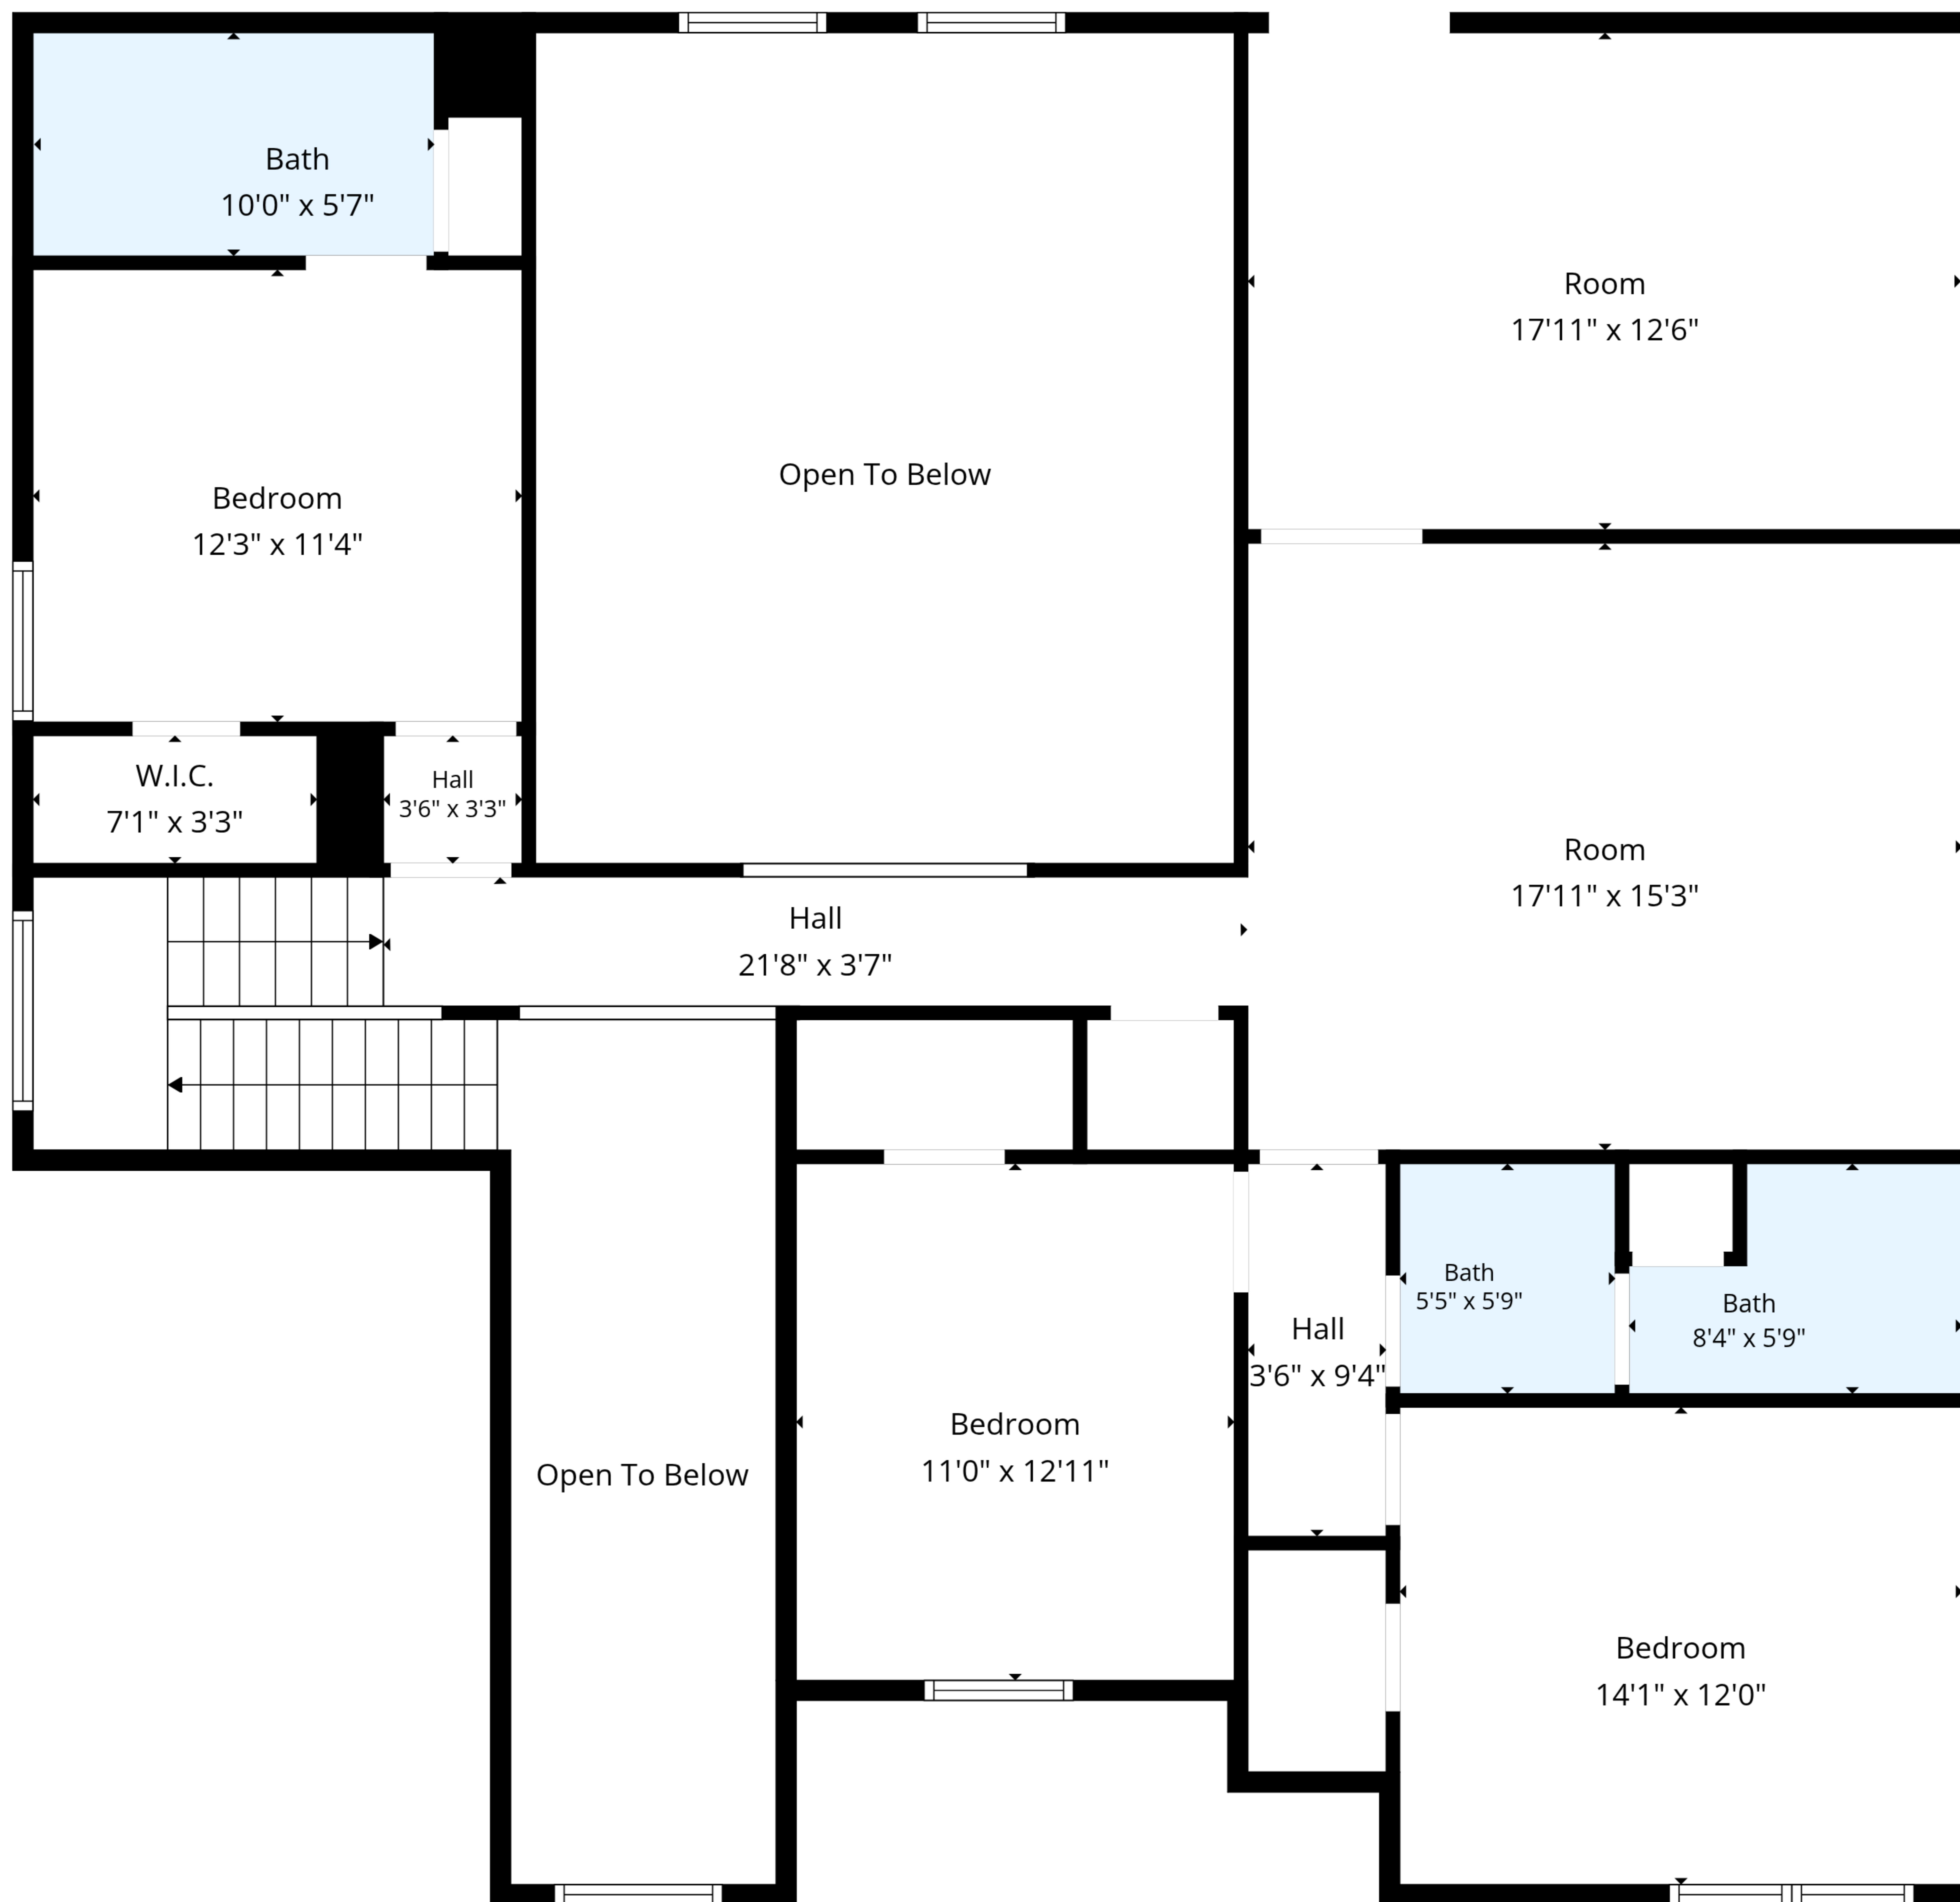 Bath
10'0" x 5'7"
Room
17'11" x 12'6"
Open To Below
Bedroom
12'3" x 11'4"
W.I.C.
7'1" x 3'3"
Hall
3'6" x 3'3"
Room
17'11" x 15'3"
Hall
21'8" x 3'7"
Bath
5'5" x 5'9"
Bath
8'4" x 5'9"
Hall
3'6" x 9'4"
Bedroom
11'0" x 12'11"
Open To Below
Bedroom
14'1" x 12'0"